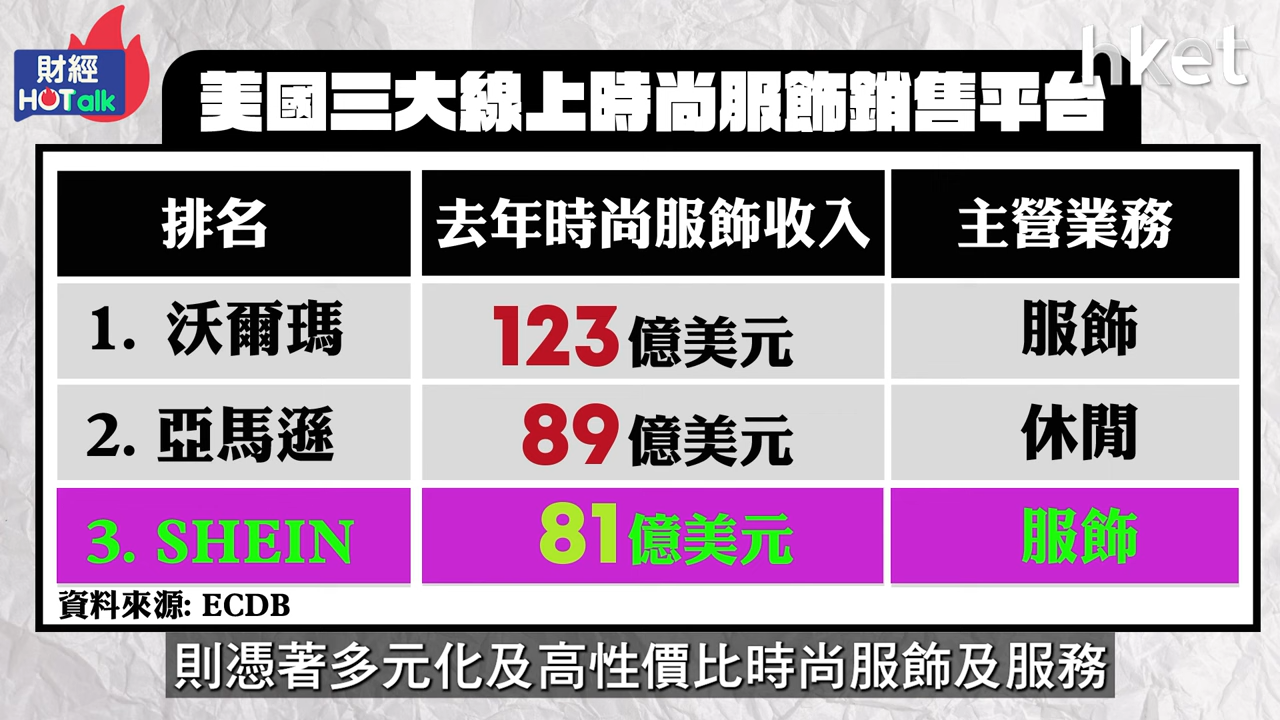 財經
HOTalk
hket
美國三大線上時尚服飾銷售平台
排名 去年時尚服飾收入 主營業務
1. 沃爾瑪 123億美元 服飾
2. 亞馬遜 89億美元 休閒
3. SHEIN 81億美元 服飾
資料來源: ECDB
則憑著多元化及高性價比時尚服飾及服務